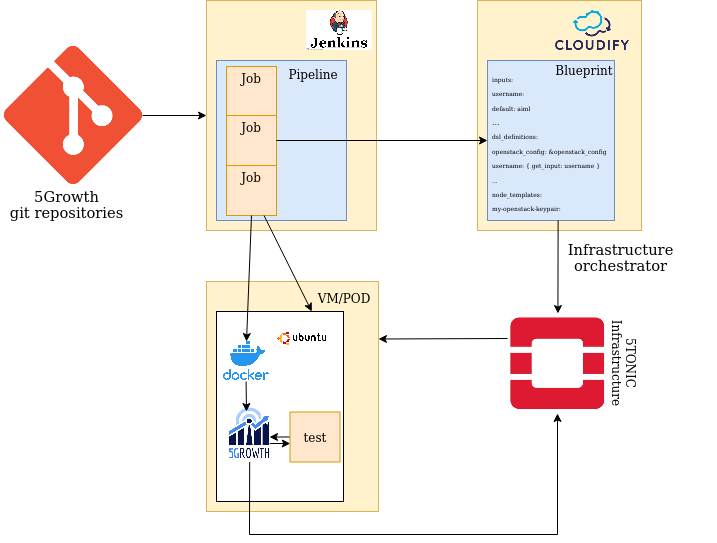 5Growth
git repositories
Jenkins
Pipeline
Job
Job
Job
CLOUDIFY
Blueprint
inputs:
username:
default: aiml
...
dsl_definitions:
openstack_config: &openstack_config
username: { get_input: username }
...
node_templates:
my-openstack-keypair:
Infrastructure
orchestrator
VM/POD
ubuntu
docker
5GROWTH
test
5TONIC
Infrastructure